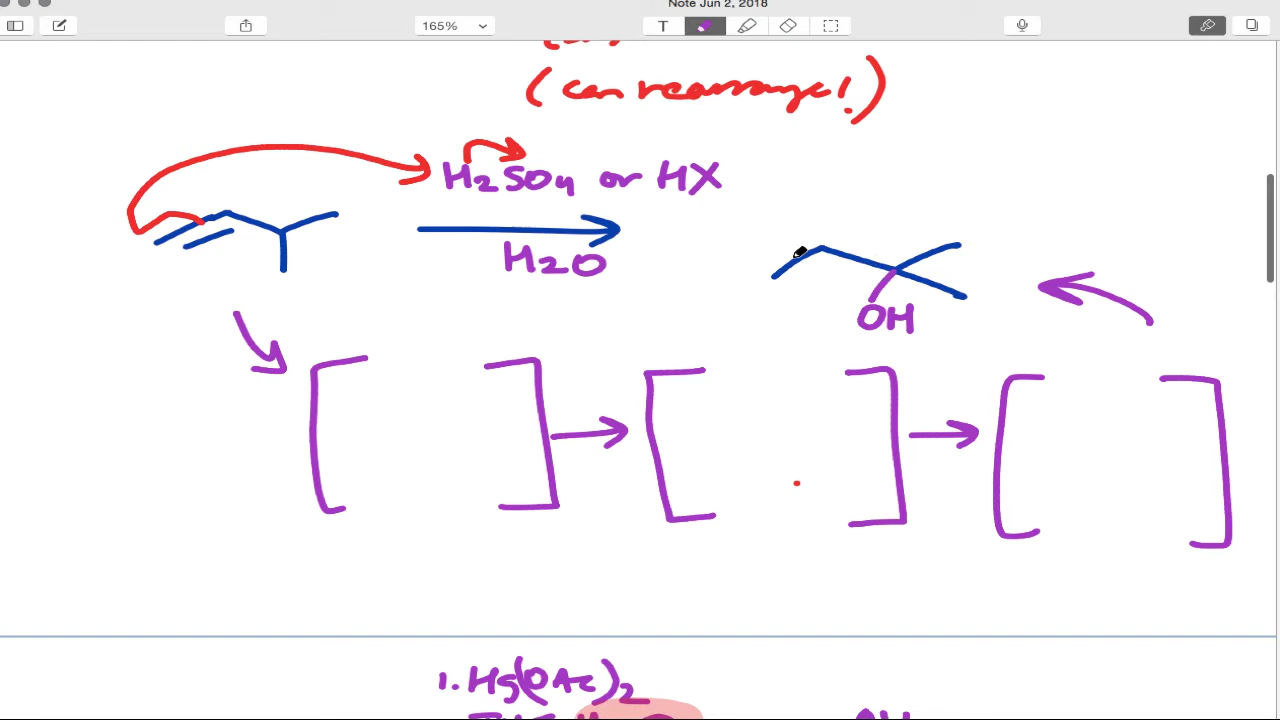 Note Jun 2, 2018
165%
T
(can rearrange!)
H2SO4 or HX
H2O
OH
1. Hg(OAc)2